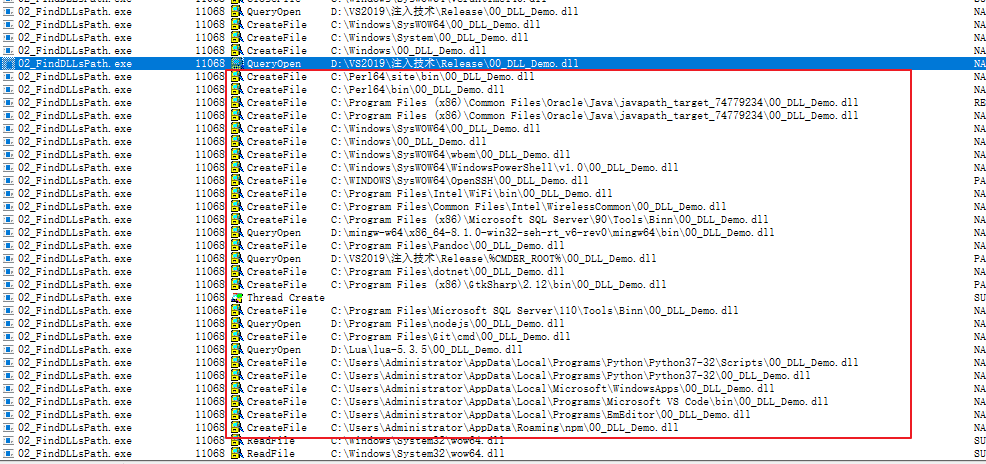 02_FindDLLsPath.exe 11068 QueryOpen D:\VS2019\注入技术\Release\00_DLL_Demo.dll NA
02_FindDLLsPath.exe 11068 CreateFile C:\Windows\SysWOW64\00_DLL_Demo.dll NA
02_FindDLLsPath.exe 11068 CreateFile C:\Windows\System\00_DLL_Demo.dll NA
02_FindDLLsPath.exe 11068 CreateFile C:\Windows\00_DLL_Demo.dll NA
02_FindDLLsPath.exe 11068 QueryOpen D:\VS2019\注入技术\Release\00_DLL_Demo.dll NA
02_FindDLLsPath.exe 11068 CreateFile C:\Perl64\site\bin\00_DLL_Demo.dll NA
02_FindDLLsPath.exe 11068 CreateFile C:\Perl64\bin\00_DLL_Demo.dll NA
02_FindDLLsPath.exe 11068 CreateFile C:\Program Files (x86)\Common Files\Oracle\Java\javapath_target_74779234\00_DLL_Demo.dll RE
02_FindDLLsPath.exe 11068 CreateFile C:\Program Files (x86)\Common Files\Oracle\Java\javapath_target_74779234\00_DLL_Demo.dll NA
02_FindDLLsPath.exe 11068 CreateFile C:\Windows\SysWOW64\00_DLL_Demo.dll NA
02_FindDLLsPath.exe 11068 CreateFile C:\Windows\00_DLL_Demo.dll NA
02_FindDLLsPath.exe 11068 CreateFile C:\Windows\SysWOW64\wbem\00_DLL_Demo.dll NA
02_FindDLLsPath.exe 11068 CreateFile C:\Windows\SysWOW64\WindowsPowerShell\v1.0\00_DLL_Demo.dll NA
02_FindDLLsPath.exe 11068 CreateFile C:\WINDOWS\SysWOW64\OpenSSH\00_DLL_Demo.dll PA
02_FindDLLsPath.exe 11068 CreateFile C:\Program Files\Intel\WiFi\bin\00_DLL_Demo.dll NA
02_FindDLLsPath.exe 11068 CreateFile C:\Program Files\Common Files\Intel\WirelessCommon\00_DLL_Demo.dll NA
02_FindDLLsPath.exe 11068 CreateFile C:\Program Files (x86)\Microsoft SQL Server\90\Tools\Binn\00_DLL_Demo.dll NA
02_FindDLLsPath.exe 11068 QueryOpen D:\mingw-w64\x86_64-8.1.0-win32-seh-rt_v6-rev0\mingw64\bin\00_DLL_Demo.dll NA
02_FindDLLsPath.exe 11068 CreateFile C:\Program Files\Pandoc\00_DLL_Demo.dll NA
02_FindDLLsPath.exe 11068 QueryOpen D:\VS2019\注入技术\Release\%CMDER_ROOT%\00_DLL_Demo.dll PA
02_FindDLLsPath.exe 11068 CreateFile C:\Program Files\dotnet\00_DLL_Demo.dll NA
02_FindDLLsPath.exe 11068 CreateFile C:\Program Files (x86)\GtkSharp\2.12\bin\00_DLL_Demo.dll PA
02_FindDLLsPath.exe 11068 Thread Create SU
02_FindDLLsPath.exe 11068 CreateFile C:\Program Files\Microsoft SQL Server\110\Tools\Binn\00_DLL_Demo.dll NA
02_FindDLLsPath.exe 11068 QueryOpen D:\Program Files\nodejs\00_DLL_Demo.dll NA
02_FindDLLsPath.exe 11068 CreateFile C:\Program Files\Git\cmd\00_DLL_Demo.dll NA
02_FindDLLsPath.exe 11068 QueryOpen D:\Lua\lua-5.3.5\00_DLL_Demo.dll NA
02_FindDLLsPath.exe 11068 CreateFile C:\Users\Administrator\AppData\Local\Programs\Python\Python37-32\Scripts\00_DLL_Demo.dll NA
02_FindDLLsPath.exe 11068 CreateFile C:\Users\Administrator\AppData\Local\Programs\Python\Python37-32\00_DLL_Demo.dll NA
02_FindDLLsPath.exe 11068 CreateFile C:\Users\Administrator\AppData\Local\Microsoft\WindowsApps\00_DLL_Demo.dll NA
02_FindDLLsPath.exe 11068 CreateFile C:\Users\Administrator\AppData\Local\Programs\Microsoft VS Code\bin\00_DLL_Demo.dll NA
02_FindDLLsPath.exe 11068 CreateFile C:\Users\Administrator\AppData\Local\Programs\EmEditor\00_DLL_Demo.dll NA
02_FindDLLsPath.exe 11068 CreateFile C:\Users\Administrator\AppData\Roaming\npm\00_DLL_Demo.dll NA
02_FindDLLsPath.exe 11068 ReadFile C:\Windows\System32\wow64.dll SU
02_FindDLLsPath.exe 11068 ReadFile C:\Windows\System32\wow64.dll SU